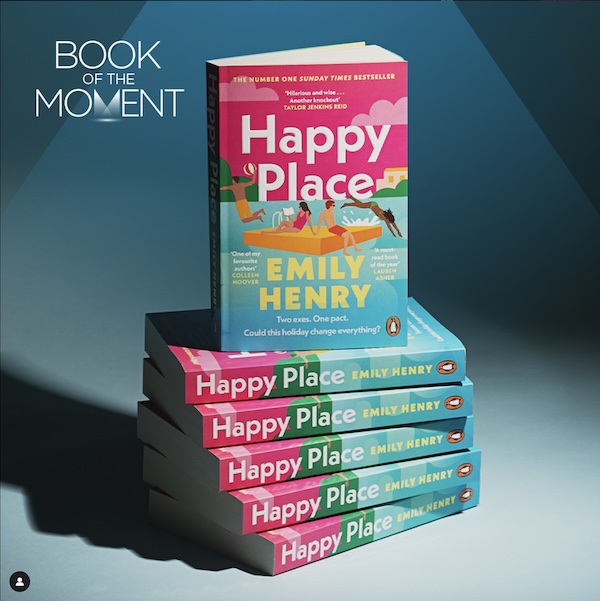 BOOK
OF THE
MOMENT
THE NUMBER ONE SUNDAY TIMES BESTSELLER
'Hilarious and wise...
Another knockout'
TAYLOR JENKINS REID
Happy
Place
'One of my
favourite
authors'
COLLEEN
HOOVER
'A must-
read book
of the year'
LAUREN
ASHER
EMILY
HENRY
Two exes. One pact.
Could this holiday change everything?
Happy Place EMILY HENRY
Happy Place EMILY HENRY
Happy Place EMILY HENRY
Happy Place EMILY HENRY
Happy Place EMILY HENRY
Happy Place EMILY HENRY